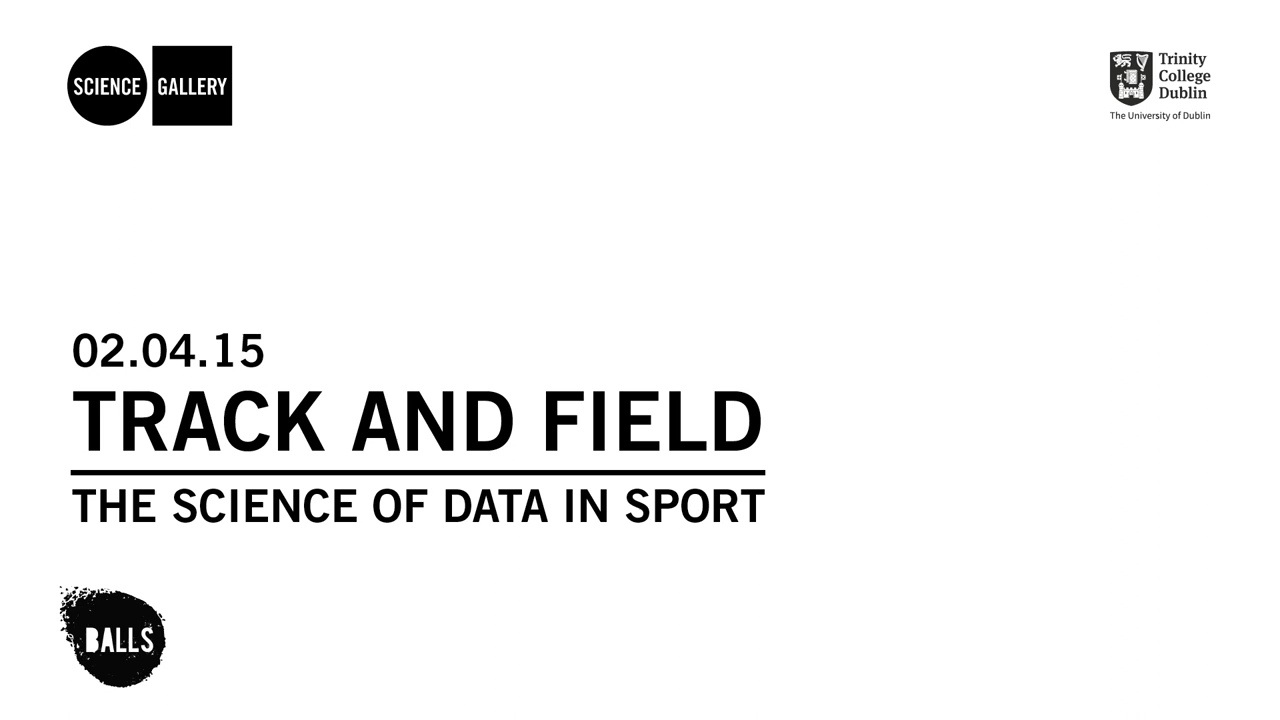 SCIENCE GALLERY
Trinity
College
Dublin
The University of Dublin
02.04.15
TRACK AND FIELD
THE SCIENCE OF DATA IN SPORT
BALLS